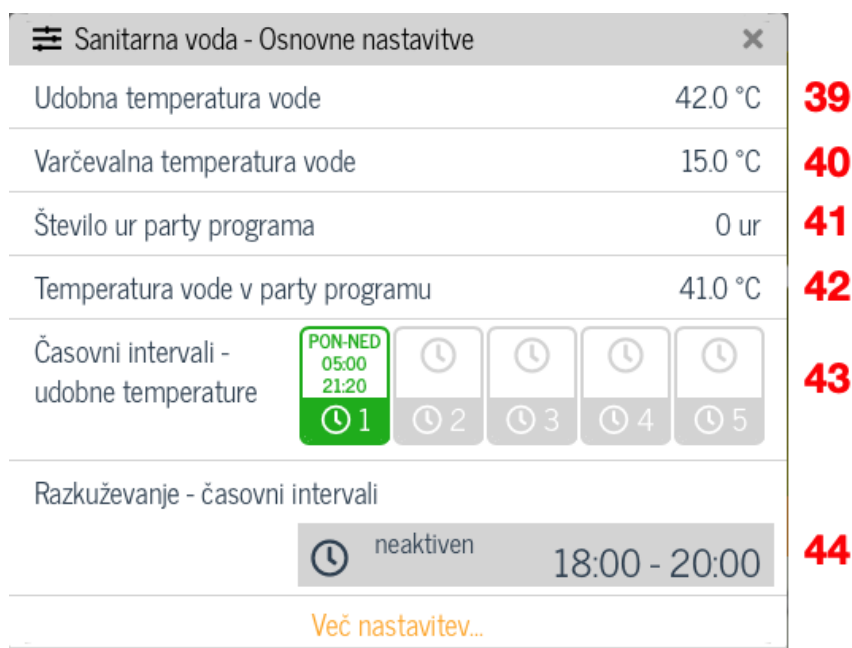 Sanitarna voda - Osnovne nastavitve
Udobna temperatura vode 42.0 °C 39
Varčevalna temperatura vode 15.0 °C 40
Število ur party programa 0 ur 41
Temperatura vode v party programu 41.0 °C 42
Časovni intervali -
udobne temperature
PON-NED
05:00
21:20
1 2 3 4 5
43
Razkuževanje - časovni intervali
neaktiven 18:00 - 20:00 44
Več nastavitev...